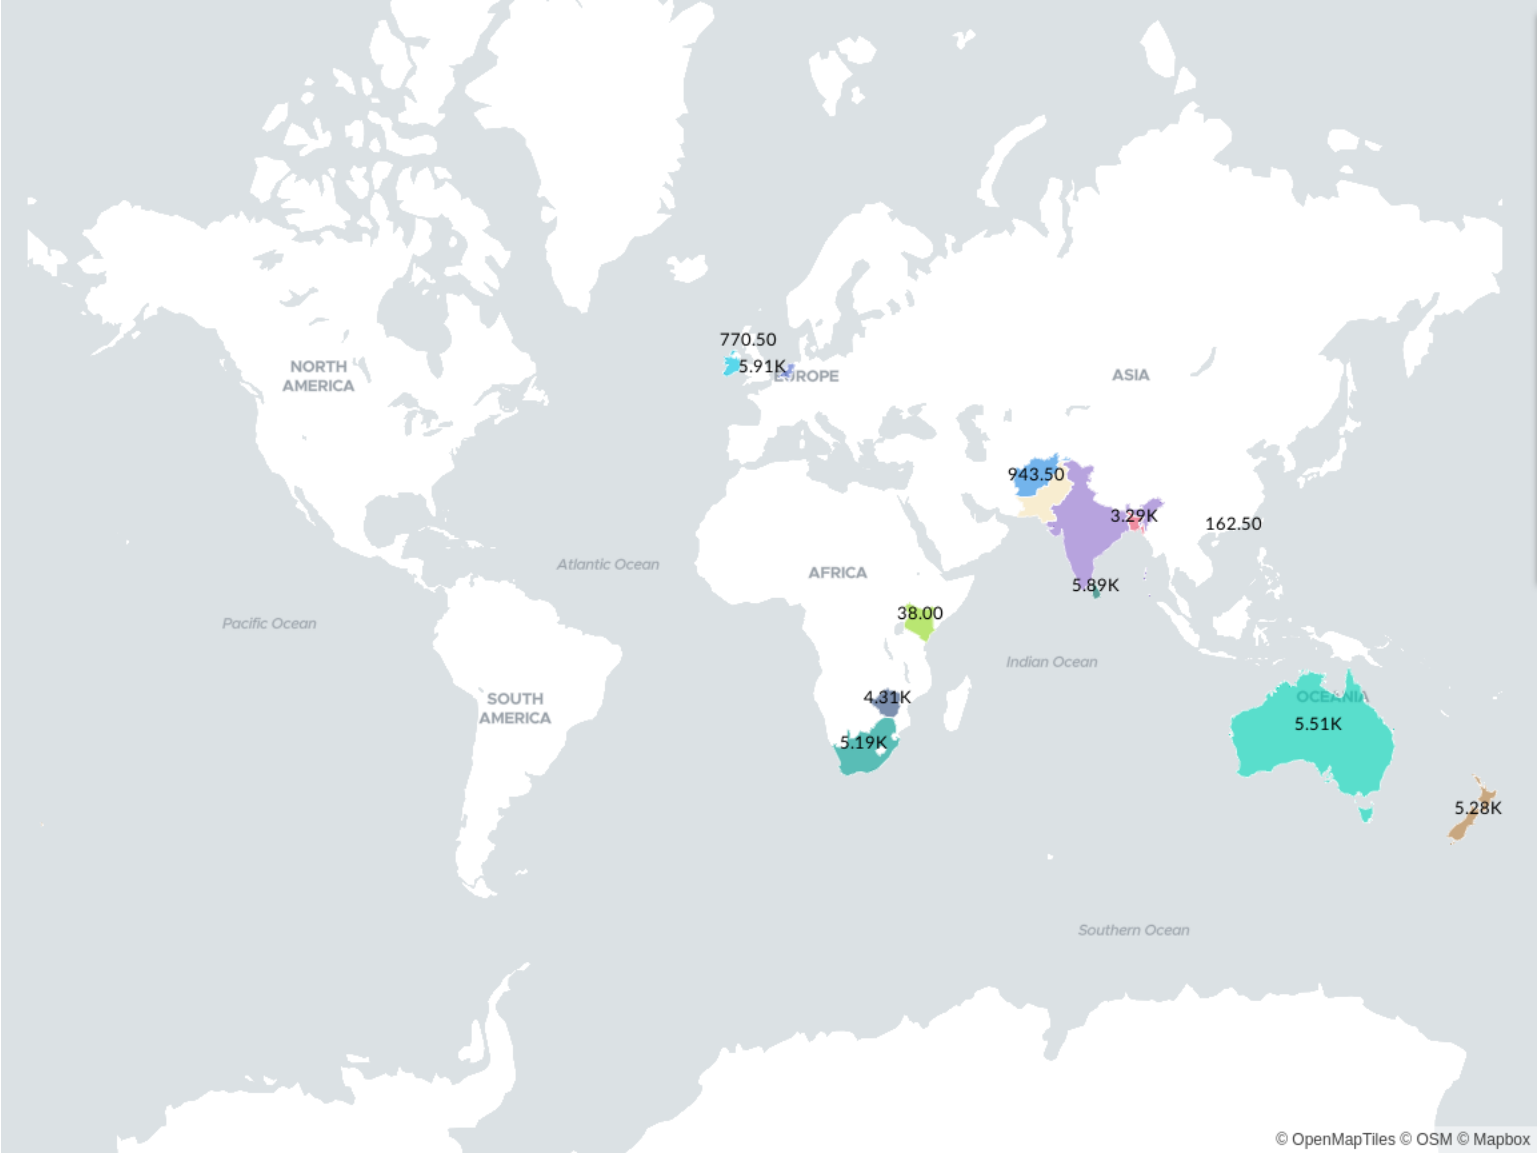 770.50
5.91K
EUROPE
NORTH
AMERICA
ASIA
943.50
3.29K
162.50
Atlantic Ocean
AFRICA
5.89K
38.00
Pacific Ocean
Indian Ocean
4.31K
OCEANIA
SOUTH
AMERICA
5.51K
5.19K
5.28K
Southern Ocean
© OpenMapTiles © OSM © Mapbox